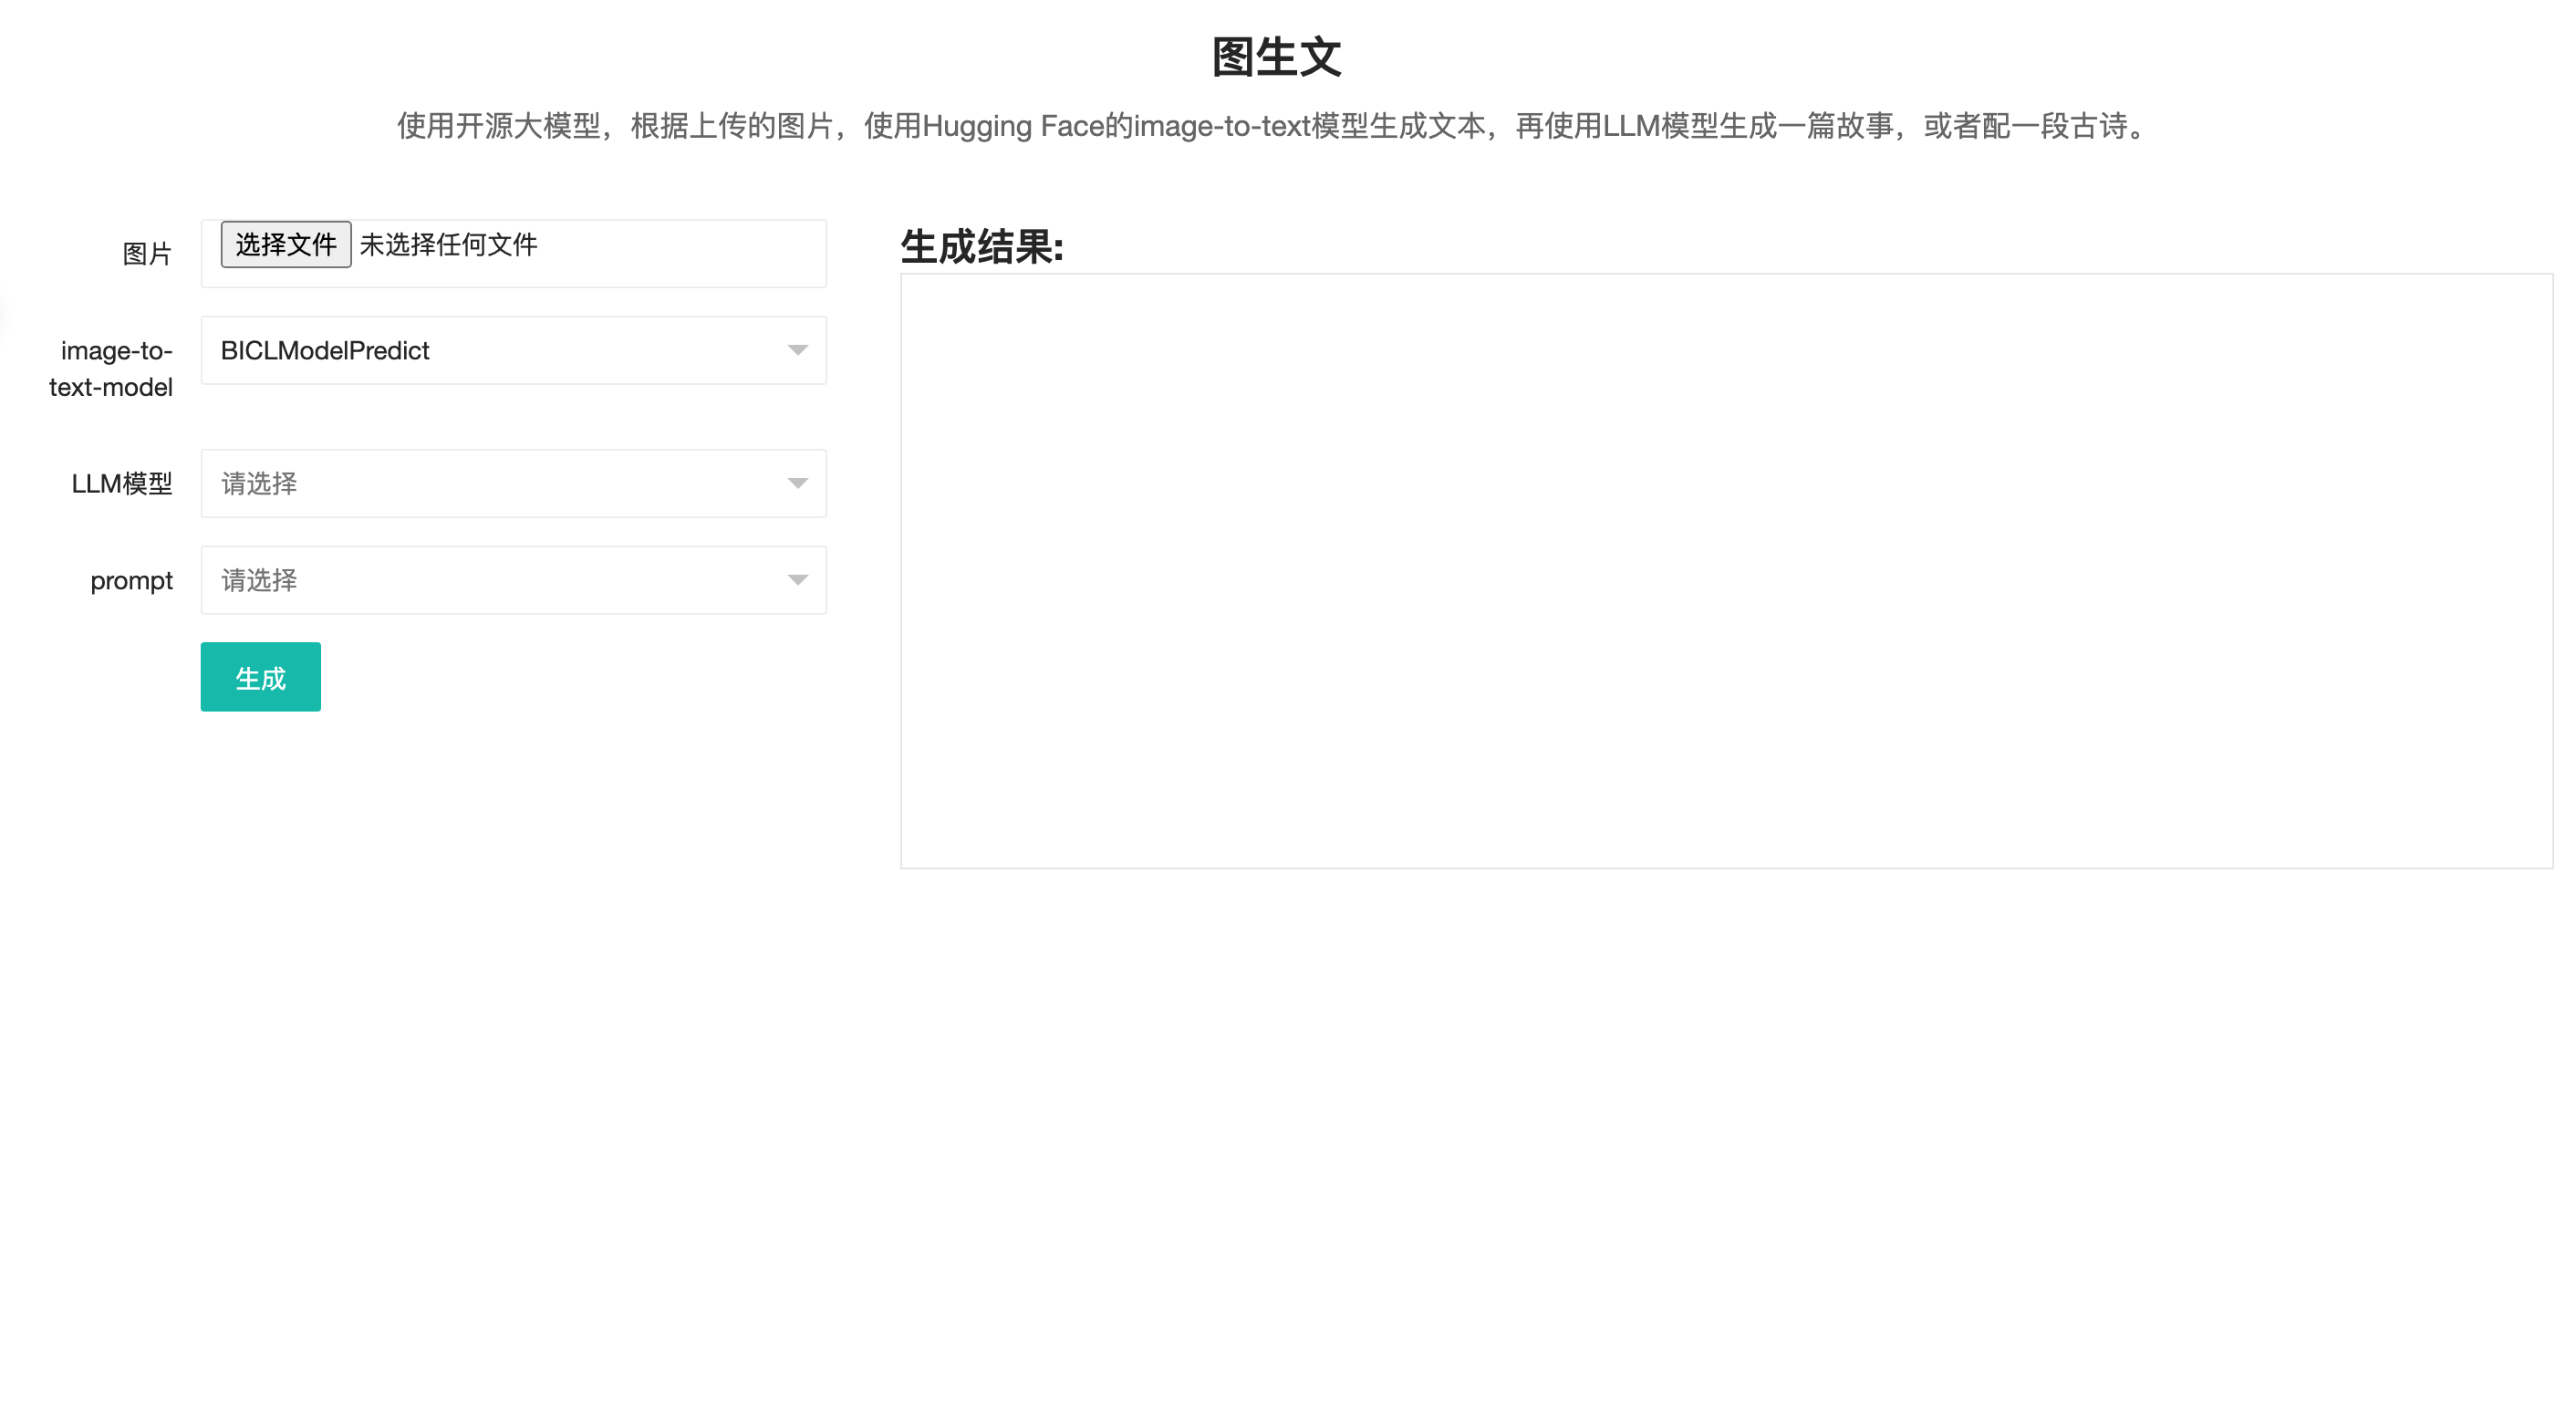 图生文
使用开源大模型，根据上传的图片，使用Hugging Face的image-to-text模型生成文本，再使用LLM模型生成一篇故事，或者配一段古诗。
图片
选择文件 未选择任何文件
image-to-
text-model
BICLModelPredict
LLM模型
请选择
prompt
请选择
生成
生成结果: